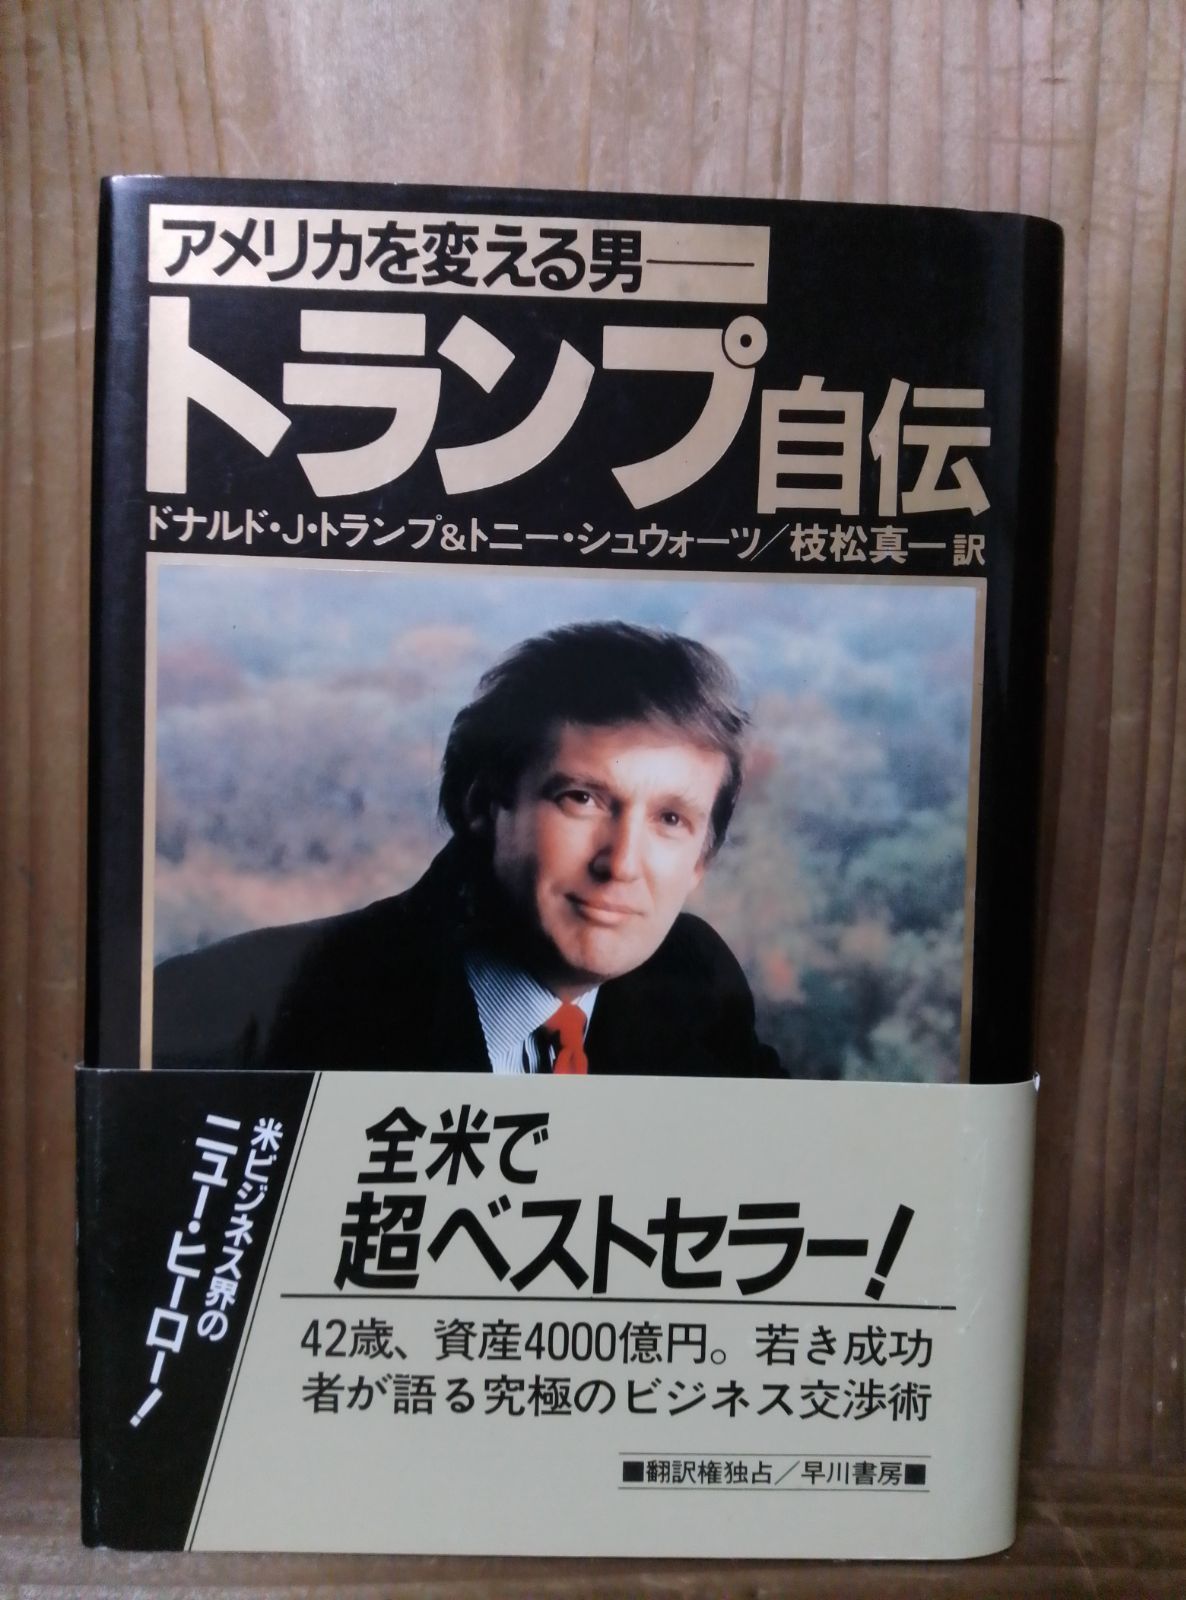 アメリカを変える男──
トランプ自伝
ドナルド・J・トランプ&トニー・シュウォーツ/枝松真一訳
米ビジネス界の
ニュー・ヒーロー!
全米で
超ベストセラー!
42歳、資産4000億円。若き成功
者が語る究極のビジネス交渉術
■翻訳権独占/早川書房■